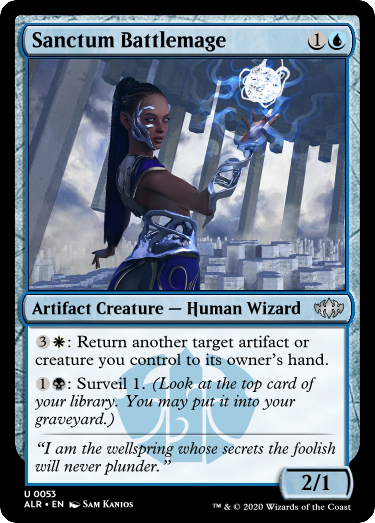 Sanctum Battlemage 1
Artifact Creature — Human Wizard
3 : Return another target artifact or
creature you control to its owner's hand.
1 : Surveil 1. (Look at the top card of
your library. You may put it into your
graveyard.)
“I am the wellspring whose secrets the foolish
will never plunder.”
2/1
U 0053
ALR • EN SAM KANIOS
™ & © 2020 Wizards of the Coast